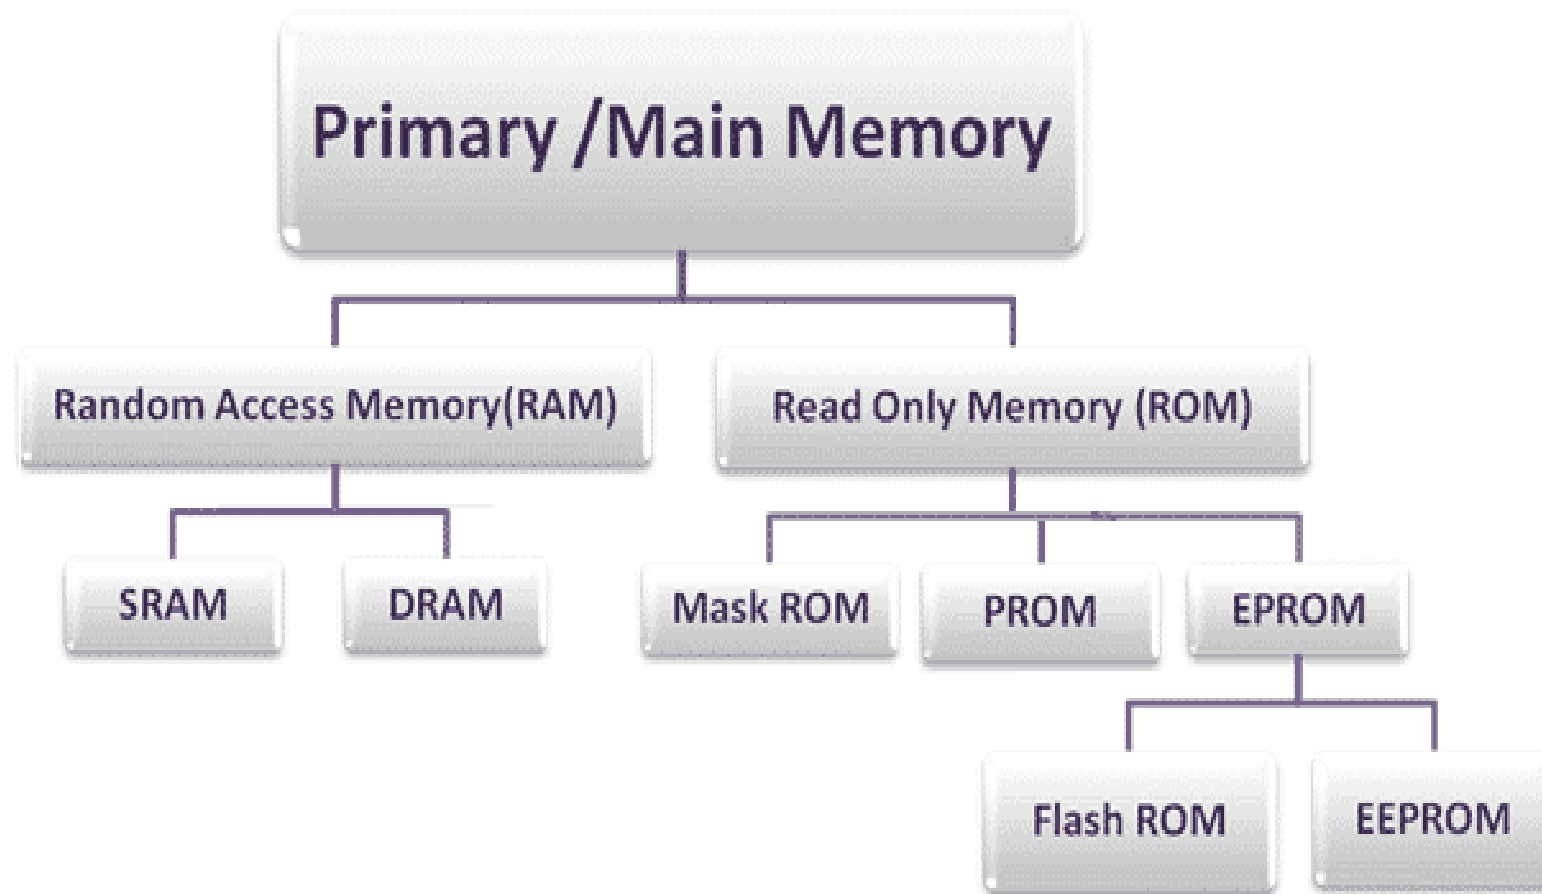 Primary /Main Memory
Random Access Memory(RAM)
Read Only Memory (ROM)
SRAM
DRAM
Mask ROM
PROM
EPROM
Flash ROM
EEPROM